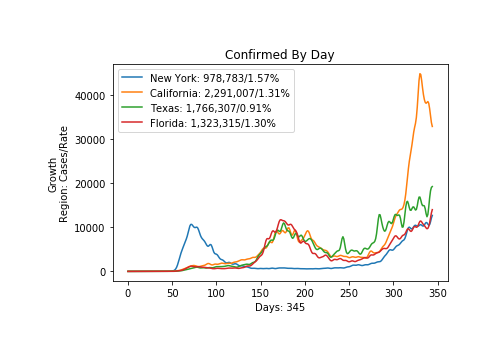 Confirmed By Day
New York: 978,783/1.57%
California: 2,291,007/1.31%
Texas: 1,766,307/0.91%
Florida: 1,323,315/1.30%
Growth
Region: Cases/Rate
40000
30000
20000
10000
0
0 50 100 150 200 250 300 350
Days: 345